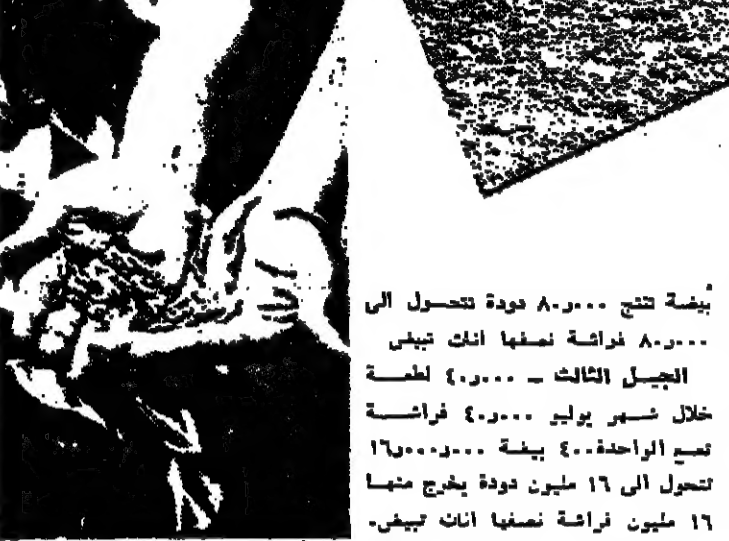 بيضة تنتج ٨٠٫٠٠٠ دودة تتحول الى
٨٠٫٠٠٠ فراشة نصفها اناث تبيض
الجيل الثالث ــ ٤٠٫٠٠٠ لطعة
خلال شهر يوليو ٤٠٫٠٠٠ فراشة
تضع الواحدة ٤٠٠ بيضة ١٦٫٠٠٠٫٠٠٠
تتحول الى ١٦ مليون دودة يخرج منها
١٦ مليون فراشة نصفها اناث تبيض.